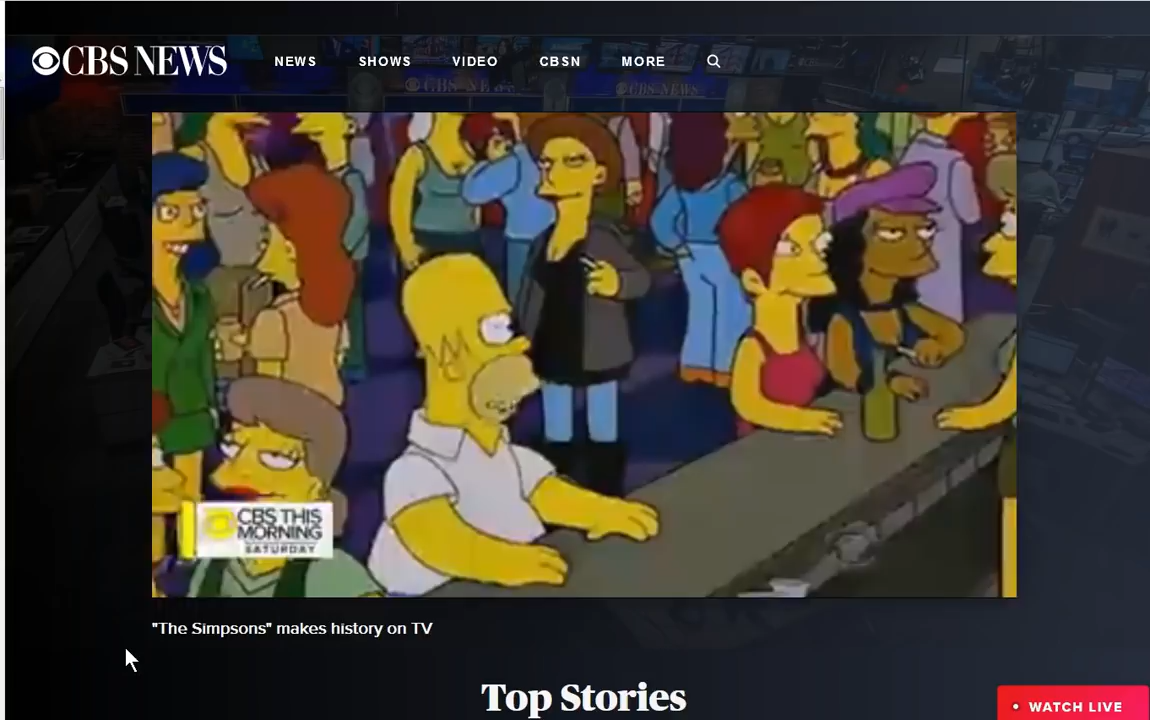 CBS NEWS
NEWS SHOWS VIDEO CBSN MORE
CBS THIS
MORNING
SATURDAY
"The Simpsons" makes history on TV
Top Stories
WATCH LIVE